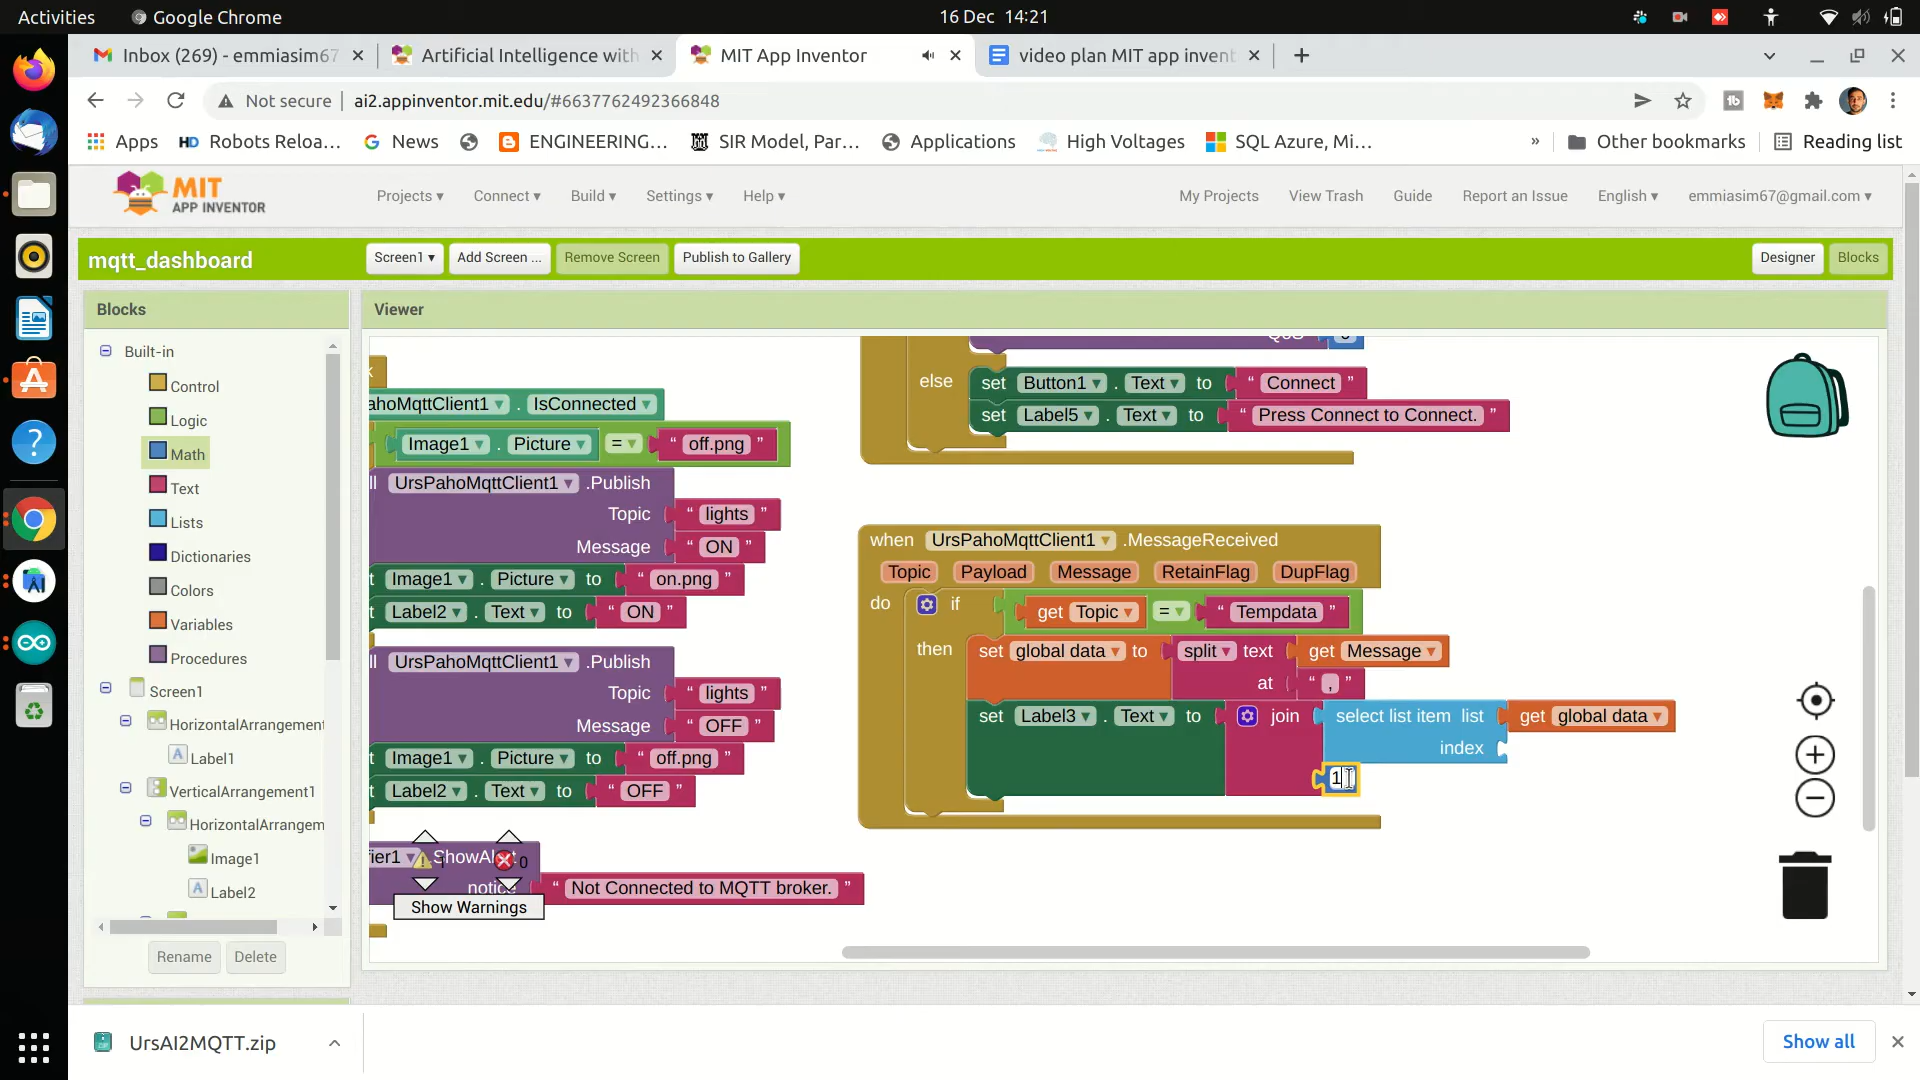 Activities
Google Chrome
16 Dec 14:21
Inbox (269) - emmiasim67
Artificial Intelligence with
MIT App Inventor
video plan MIT app invent
Not secure
ai2.appinventor.mit.edu/#6637762492366848
Apps
HD Robots Reloa...
News
ENGINEERING...
SIR Model, Par...
Applications
High Voltages
SQL Azure, Mi...
»
Other bookmarks
Reading list
MIT
APP INVENTOR
Projects
Connect
Build
Settings
Help
My Projects
View Trash
Guide
Report an Issue
English
emmiasim67@gmail.com
mqtt_dashboard
Screen1
Add Screen ...
Remove Screen
Publish to Gallery
Designer
Blocks
Blocks
Viewer
Built-in
Control
Logic
Math
Text
Lists
Dictionaries
Colors
Variables
Procedures
Screen1
HorizontalArrangement
Label1
VerticalArrangement1
HorizontalArrangem
Image1
Label2
Rename
Delete
ahoMqttClient1 . IsConnected
Image1 . Picture = " off.png "
ll UrsPahoMqttClient1 .Publish
Topic " lights "
Message " ON "
t Image1 . Picture to " on.png "
t Label2 . Text to " ON "
ll UrsPahoMqttClient1 .Publish
Topic " lights "
Message " OFF "
t Image1 . Picture to " off.png "
t Label2 . Text to " OFF "
fier1 .ShowAlert
notice " Not Connected to MQTT broker. "
0
Show Warnings
else set Button1 . Text to " Connect "
set Label5 . Text to " Press Connect to Connect. "
when UrsPahoMqttClient1 .MessageReceived
Topic Payload Message RetainFlag DupFlag
do if get Topic = " Tempdata "
then set global data to split text get Message
at " , "
set Label3 . Text to join select list item list get global data
index
1
UrsAI2MQTT.zip
Show all